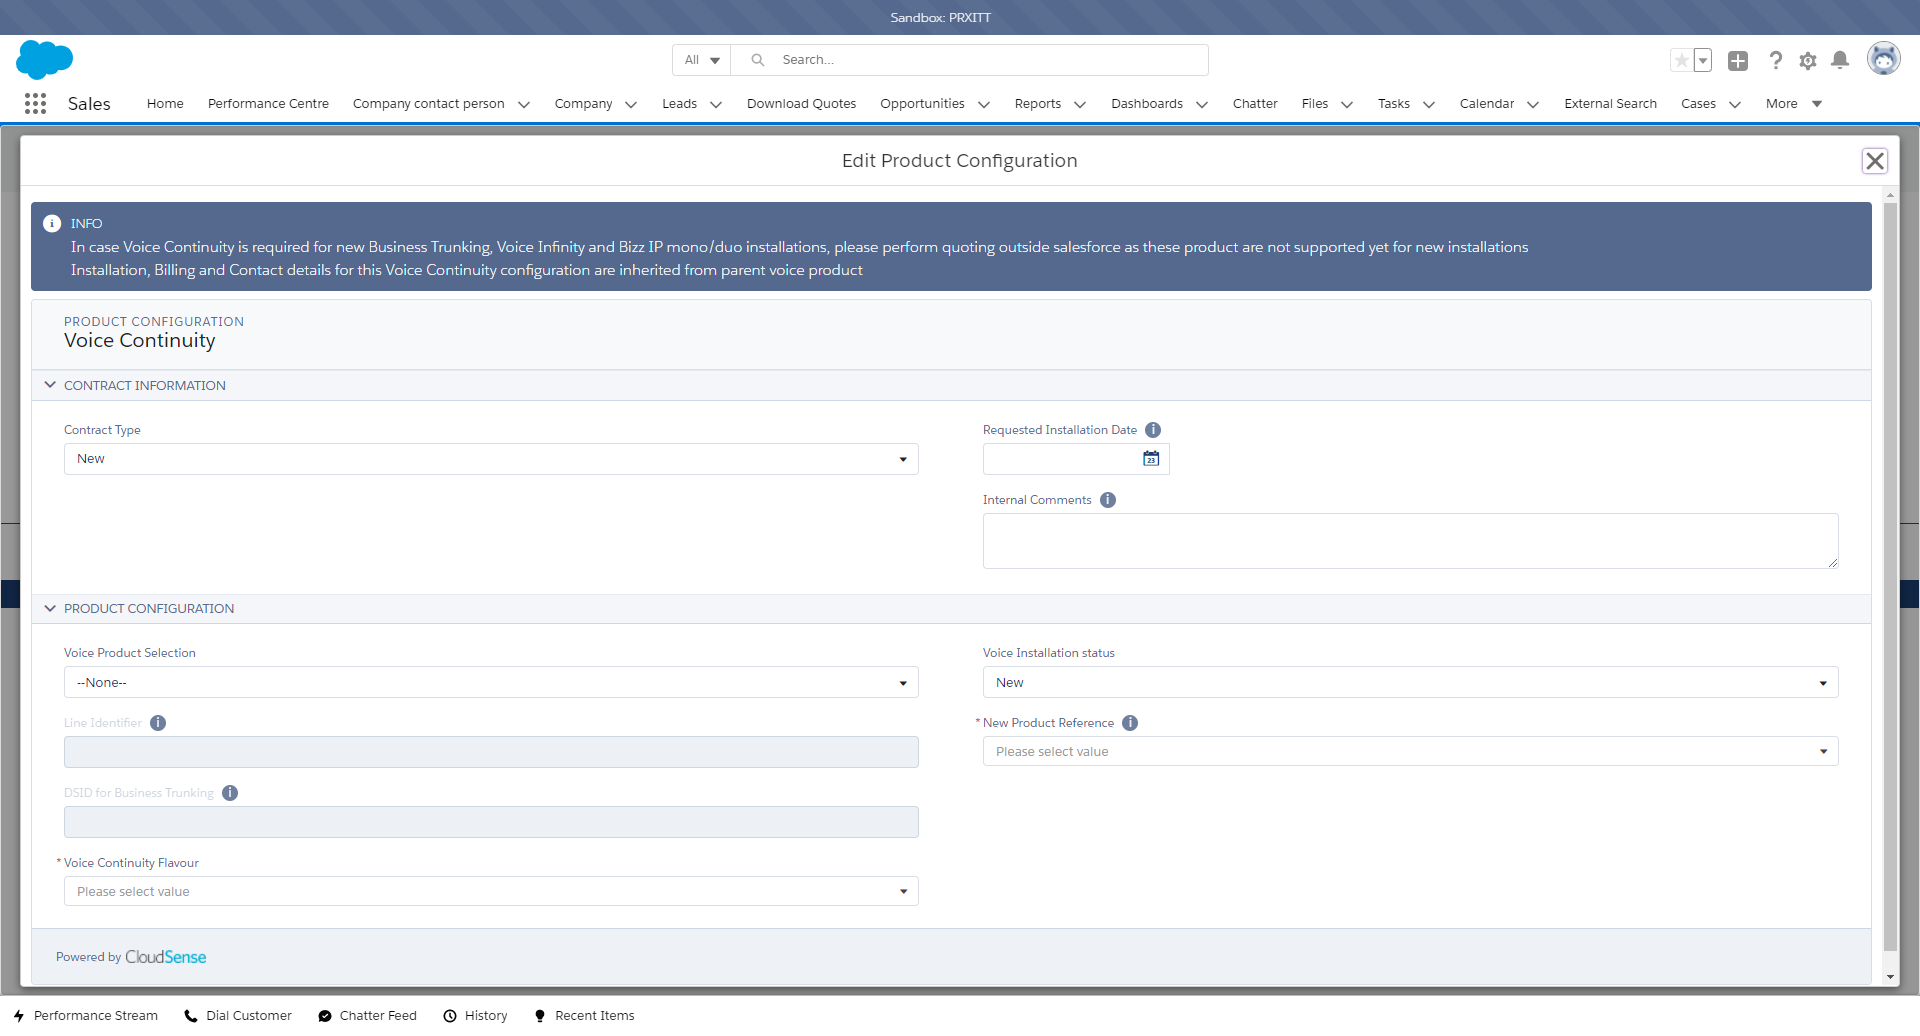 Sandbox: PRXITT
All
Search...
Sales
Home
Performance Centre
Company contact person
Company
Leads
Download Quotes
Opportunities
Reports
Dashboards
Chatter
Files
Tasks
Calendar
External Search
Cases
More
Edit Product Configuration
INFO
In case Voice Continuity is required for new Business Trunking, Voice Infinity and Bizz IP mono/duo installations, please perform quoting outside salesforce as these product are not supported yet for new installations
Installation, Billing and Contact details for this Voice Continuity configuration are inherited from parent voice product
PRODUCT CONFIGURATION
Voice Continuity
CONTRACT INFORMATION
Contract Type
New
Requested Installation Date
23
Internal Comments
PRODUCT CONFIGURATION
Voice Product Selection
--None--
Voice Installation status
New
Line Identifier
* New Product Reference
Please select value
DSID for Business Trunking
* Voice Continuity Flavour
Please select value
Powered by CloudSense
Performance Stream
Dial Customer
Chatter Feed
History
Recent Items